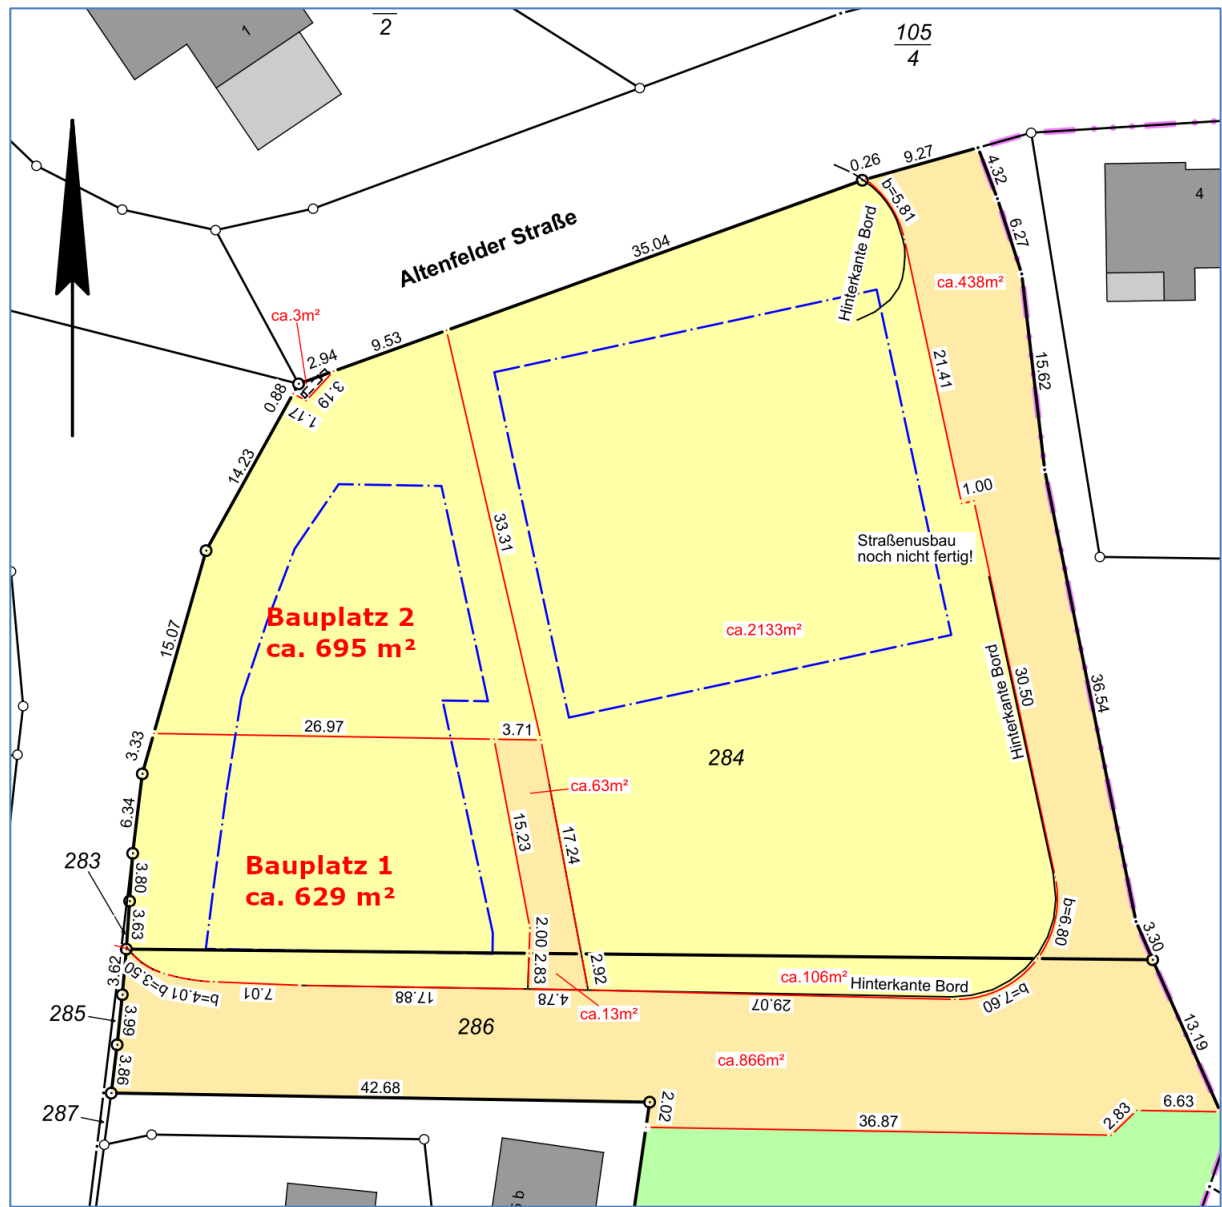 1
2
105
4
4
0.26
9.27
4.32
b=5.81
6.27
Altenfelder Straße
35.04
Hinterkante Bord
ca.438m²
ca.3m²
2.94
9.53
0.88
3.19
1.17
21.41
15.62
14.23
1.00
33.31
Straßenusbau
noch nicht fertig!
Bauplatz 2
ca. 695 m²
ca.2133m²
15.07
Hinterkante Bord
30.50
36.54
26.97
3.71
3.33
284
ca.63m²
6.34
15.23
17.24
283
3.80
Bauplatz 1
ca. 629 m²
3.63
2.00
b=6.80
3.30
3.62
b=3.50
b=4.01
7.01
17.88
2.83
4.78
2.92
ca.106m²
Hinterkante Bord
29.07
b=7.60
285
3.99
286
ca.13m²
13.19
3.86
42.68
ca.866m²
287
2.02
36.87
2.83
6.63